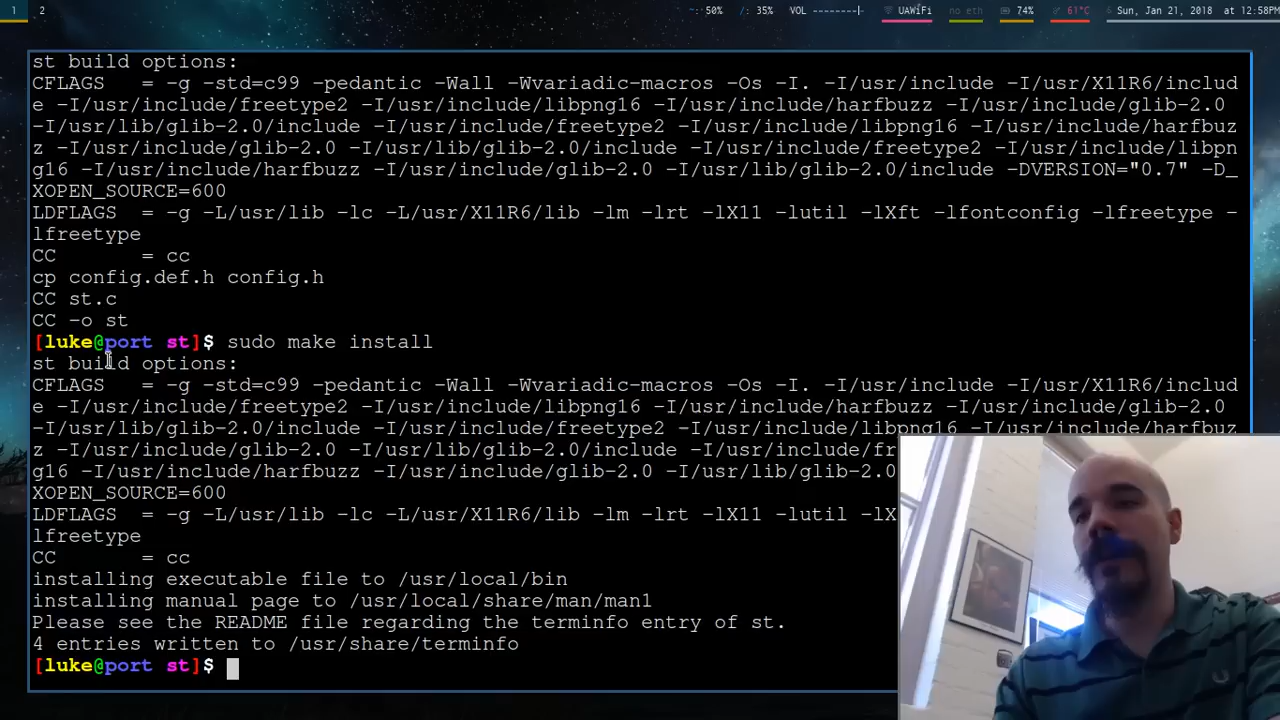 1 2 ~: 50% /: 35% VOL UAWiFi no eth 74% 61°C Sun, Jan 21, 2018 at 12:58PM
st build options:
CFLAGS = -g -std=c99 -pedantic -Wall -Wvariadic-macros -Os -I. -I/usr/include -I/usr/X11R6/includ
e -I/usr/include/freetype2 -I/usr/include/libpng16 -I/usr/include/harfbuzz -I/usr/include/glib-2.0
-I/usr/lib/glib-2.0/include -I/usr/include/freetype2 -I/usr/include/libpng16 -I/usr/include/harfbuz
z -I/usr/include/glib-2.0 -I/usr/lib/glib-2.0/include -I/usr/include/freetype2 -I/usr/include/libpn
g16 -I/usr/include/harfbuzz -I/usr/include/glib-2.0 -I/usr/lib/glib-2.0/include -DVERSION="0.7" -D_
XOPEN_SOURCE=600
LDFLAGS = -g -L/usr/lib -lc -L/usr/X11R6/lib -lm -lrt -lX11 -lutil -lXft -lfontconfig -lfreetype -
lfreetype
CC = cc
cp config.def.h config.h
CC st.c
CC -o st
[luke@port st]$ sudo make install
st build options:
CFLAGS = -g -std=c99 -pedantic -Wall -Wvariadic-macros -Os -I. -I/usr/include -I/usr/X11R6/includ
e -I/usr/include/freetype2 -I/usr/include/libpng16 -I/usr/include/harfbuzz -I/usr/include/glib-2.0
-I/usr/lib/glib-2.0/include -I/usr/include/freetype2 -I/usr/include/libpng16 -I/usr/include/harfbuz
z -I/usr/include/glib-2.0 -I/usr/lib/glib-2.0/include -I/usr/
g16 -I/usr/include/harfbuzz -I/usr/include/glib-2.0 -I/usr/lib/glib-2.0
XOPEN_SOURCE=600
LDFLAGS = -g -L/usr/lib -lc -L/usr/X11R6/lib -lm -lrt -lX11 -lutil -lX
lfreetype
CC = cc
installing executable file to /usr/local/bin
installing manual page to /usr/local/share/man/man1
Please see the README file regarding the terminfo entry of st.
4 entries written to /usr/share/terminfo
[luke@port st]$